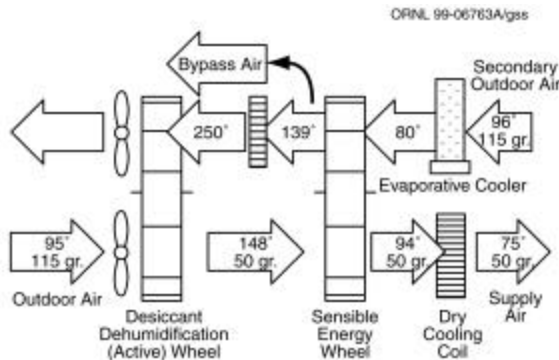 ORNL 99-06763A/gss
Bypass Air
Secondary
Outdoor Air
250°
139°
80°
96°
115 gr.
Evaporative Cooler
95°
115 gr.
148°
50 gr.
94°
50 gr.
75°
50 gr.
Outdoor Air
Supply
Air
Desiccant
Dehumidification
(Active) Wheel
Sensible
Energy
Wheel
Dry
Cooling
Coil